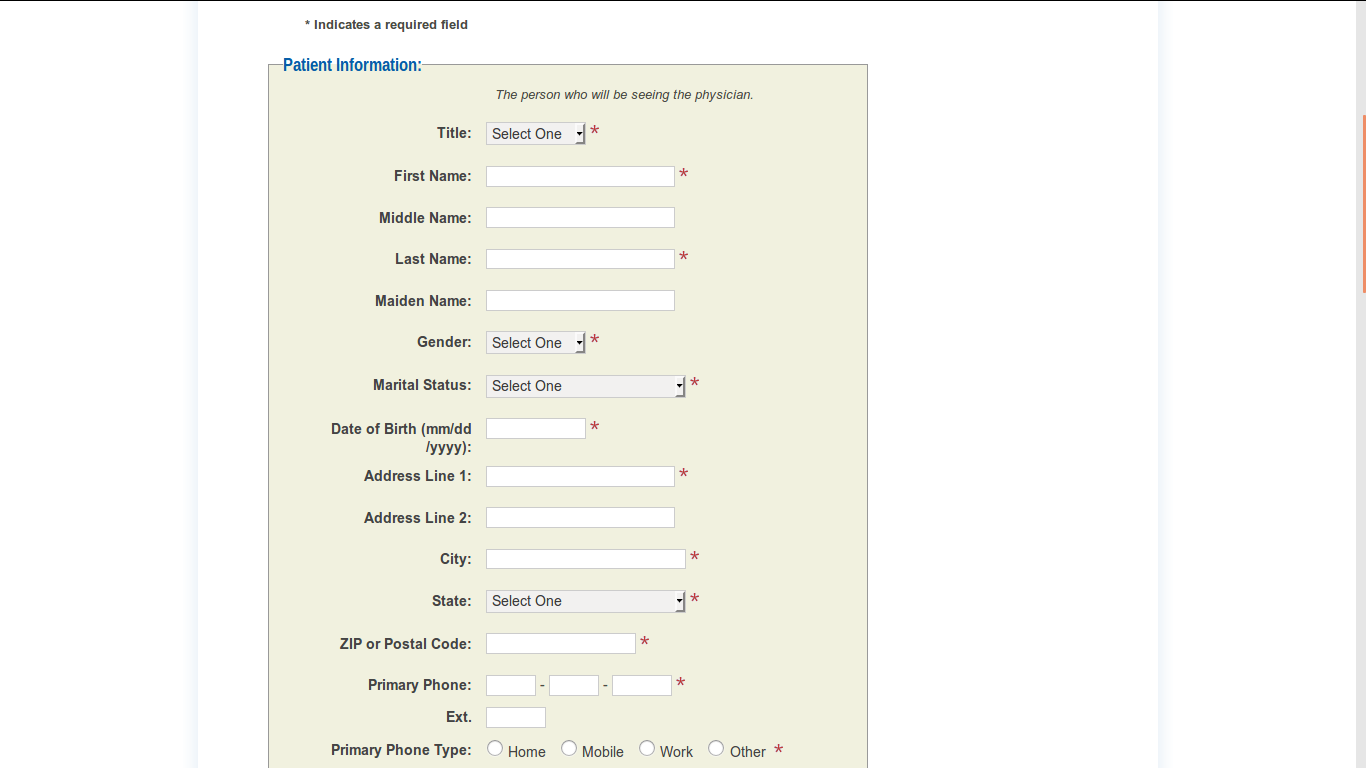 * Indicates a required field
Patient Information:
The person who will be seeing the physician.
Title: Select One *
First Name: *
Middle Name:
Last Name: *
Maiden Name:
Gender: Select One *
Marital Status: Select One *
Date of Birth (mm/dd *
/yyyy):
Address Line 1: *
Address Line 2:
City: *
State: Select One *
ZIP or Postal Code: *
Primary Phone: - - *
Ext.
Primary Phone Type: Home Mobile Work Other *